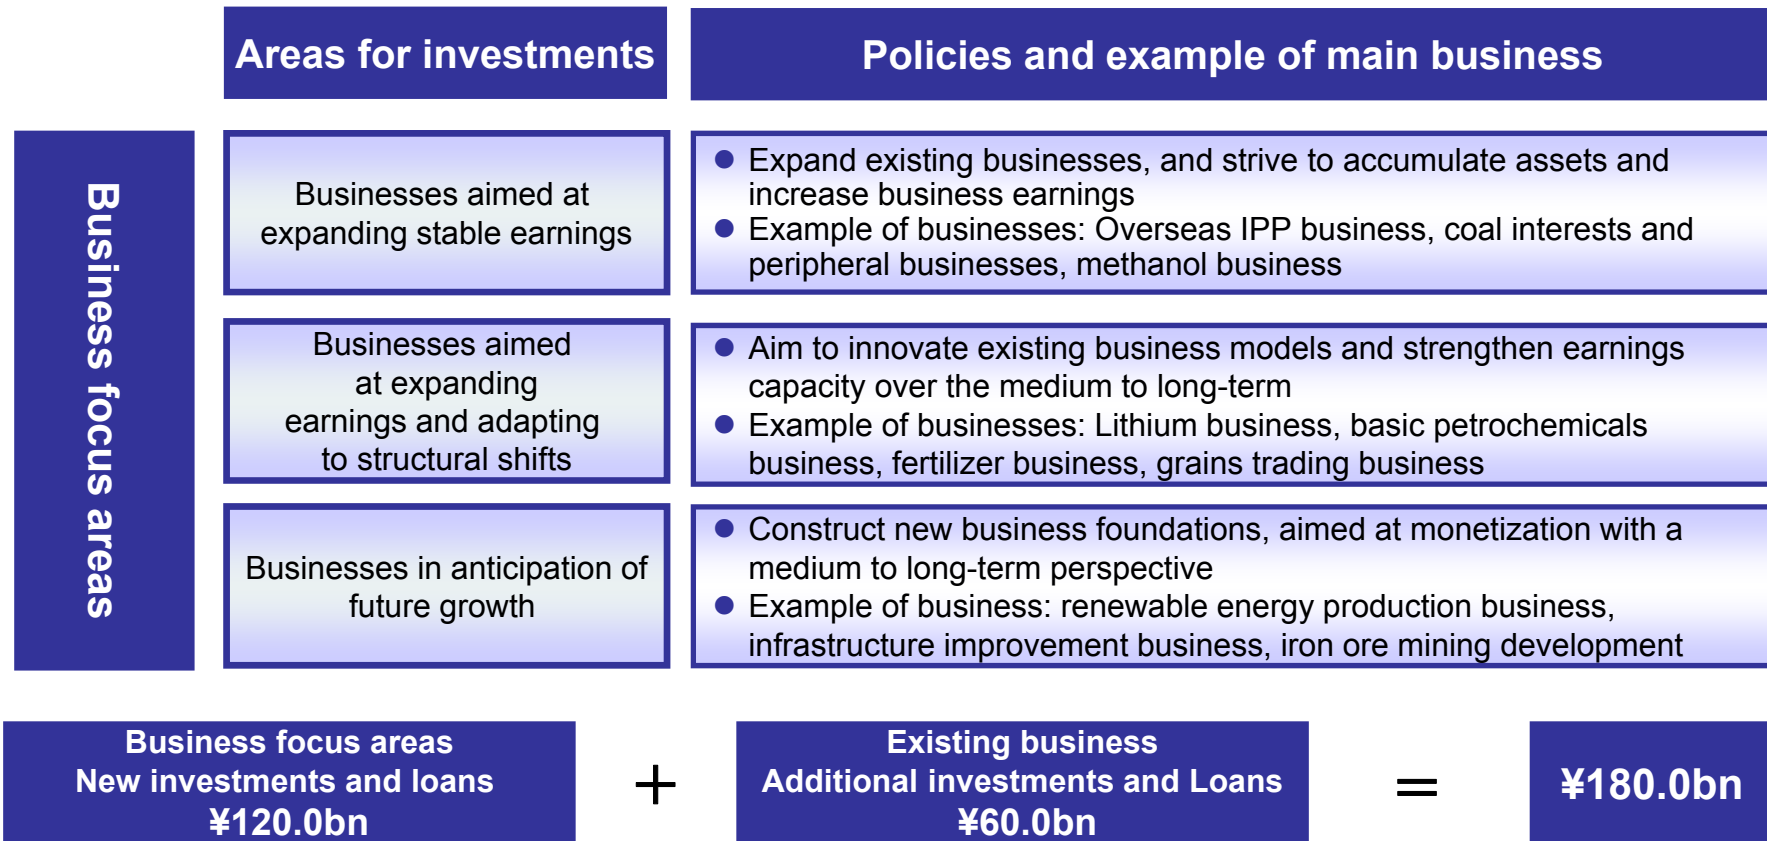 Areas for investments
Policies and example of main business
Business focus areas
Businesses aimed at
expanding stable earnings
● Expand existing businesses, and strive to accumulate assets and
increase business earnings
● Example of businesses: Overseas IPP business, coal interests and
peripheral businesses, methanol business
Businesses aimed
at expanding
earnings and adapting
to structural shifts
● Aim to innovate existing business models and strengthen earnings
capacity over the medium to long-term
● Example of businesses: Lithium business, basic petrochemicals
business, fertilizer business, grains trading business
Businesses in anticipation of
future growth
● Construct new business foundations, aimed at monetization with a
medium to long-term perspective
● Example of business: renewable energy production business,
infrastructure improvement business, iron ore mining development
Business focus areas
New investments and loans
¥120.0bn
+
Existing business
Additional investments and Loans
¥60.0bn
=
¥180.0bn